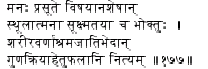 मनः प्रसूते विषयानशेषान्
स्थूलात्मना सूक्ष्मतया च भोक्तुः ।
शरीरवर्णाश्रमजातिभेदान्
गुणक्रियाहेतुफलानि नित्यम् ॥१७७॥